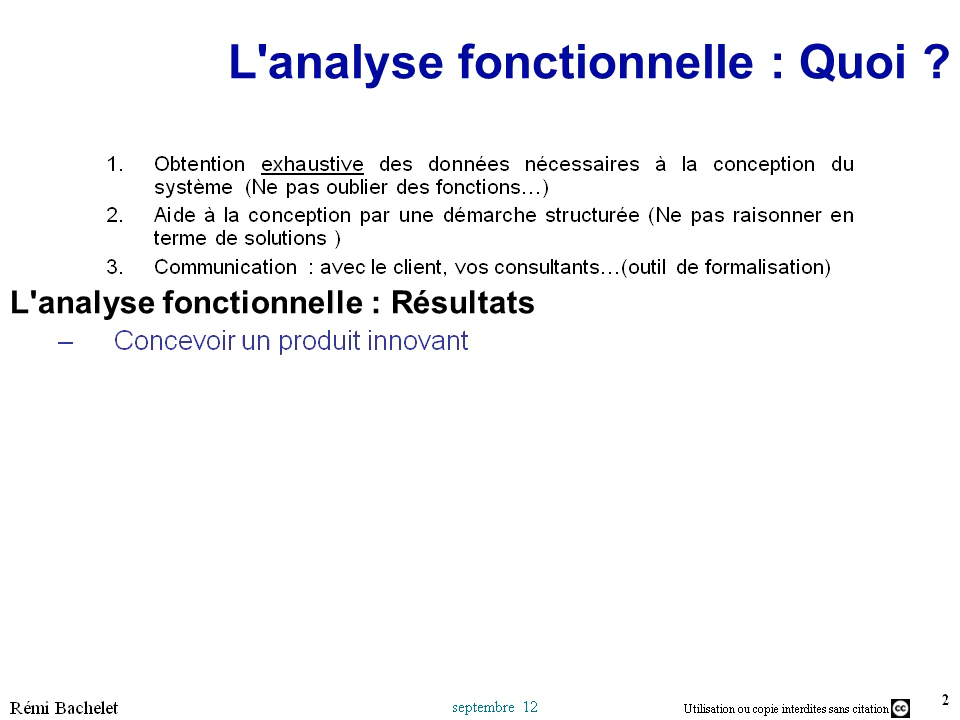 L'analyse fonctionnelle : Quoi ?
1. Obtention exhaustive des données nécessaires à la conception du
système (Ne pas oublier des fonctions…)
2. Aide à la conception par une démarche structurée (Ne pas raisonner en
terme de solutions )
3. Communication : avec le client, vos consultants…(outil de formalisation)
L'analyse fonctionnelle : Résultats
– Concevoir un produit innovant
Rémi Bachelet
septembre 12
Utilisation ou copie interdites sans citation
cc
2